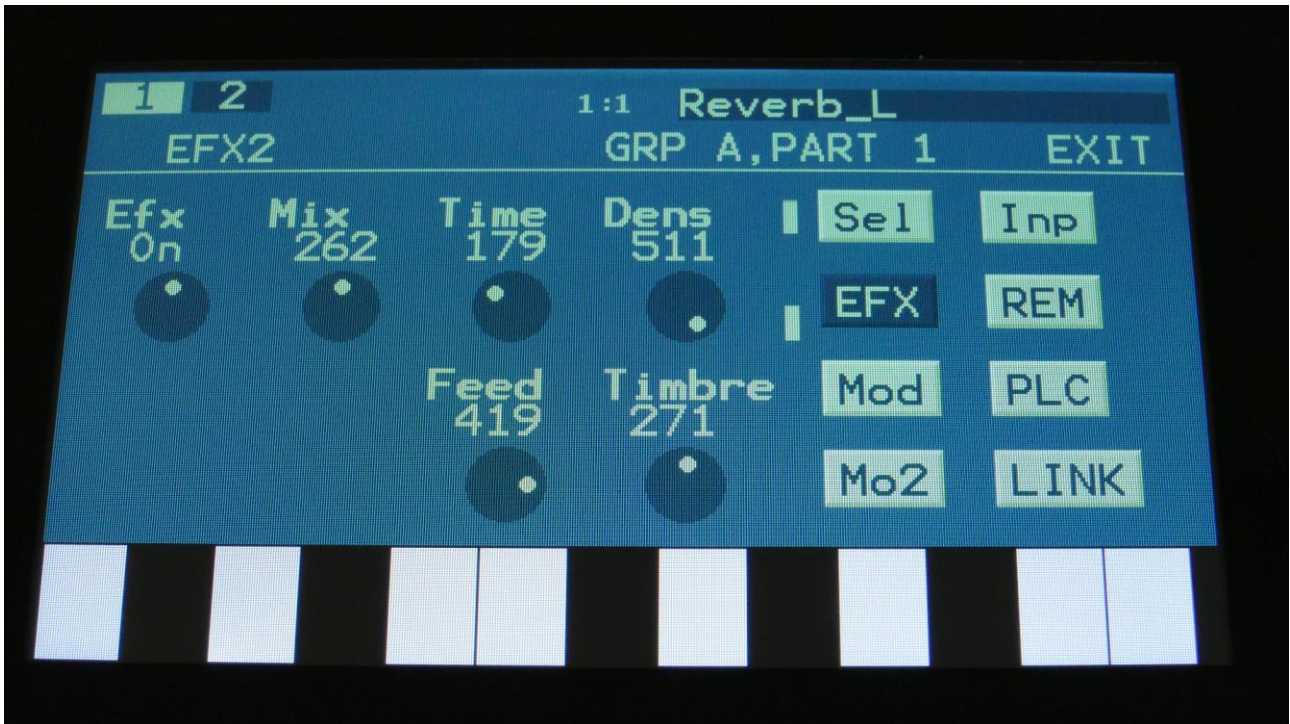 1 2 1:1 Reverb_L
EFX2 GRP A,PART 1 EXIT
Efx Mix Time Dens Sel Inp
On 262 179 511
EFX REM
Feed Timbre Mod PLC
419 271
Mo2 LINK